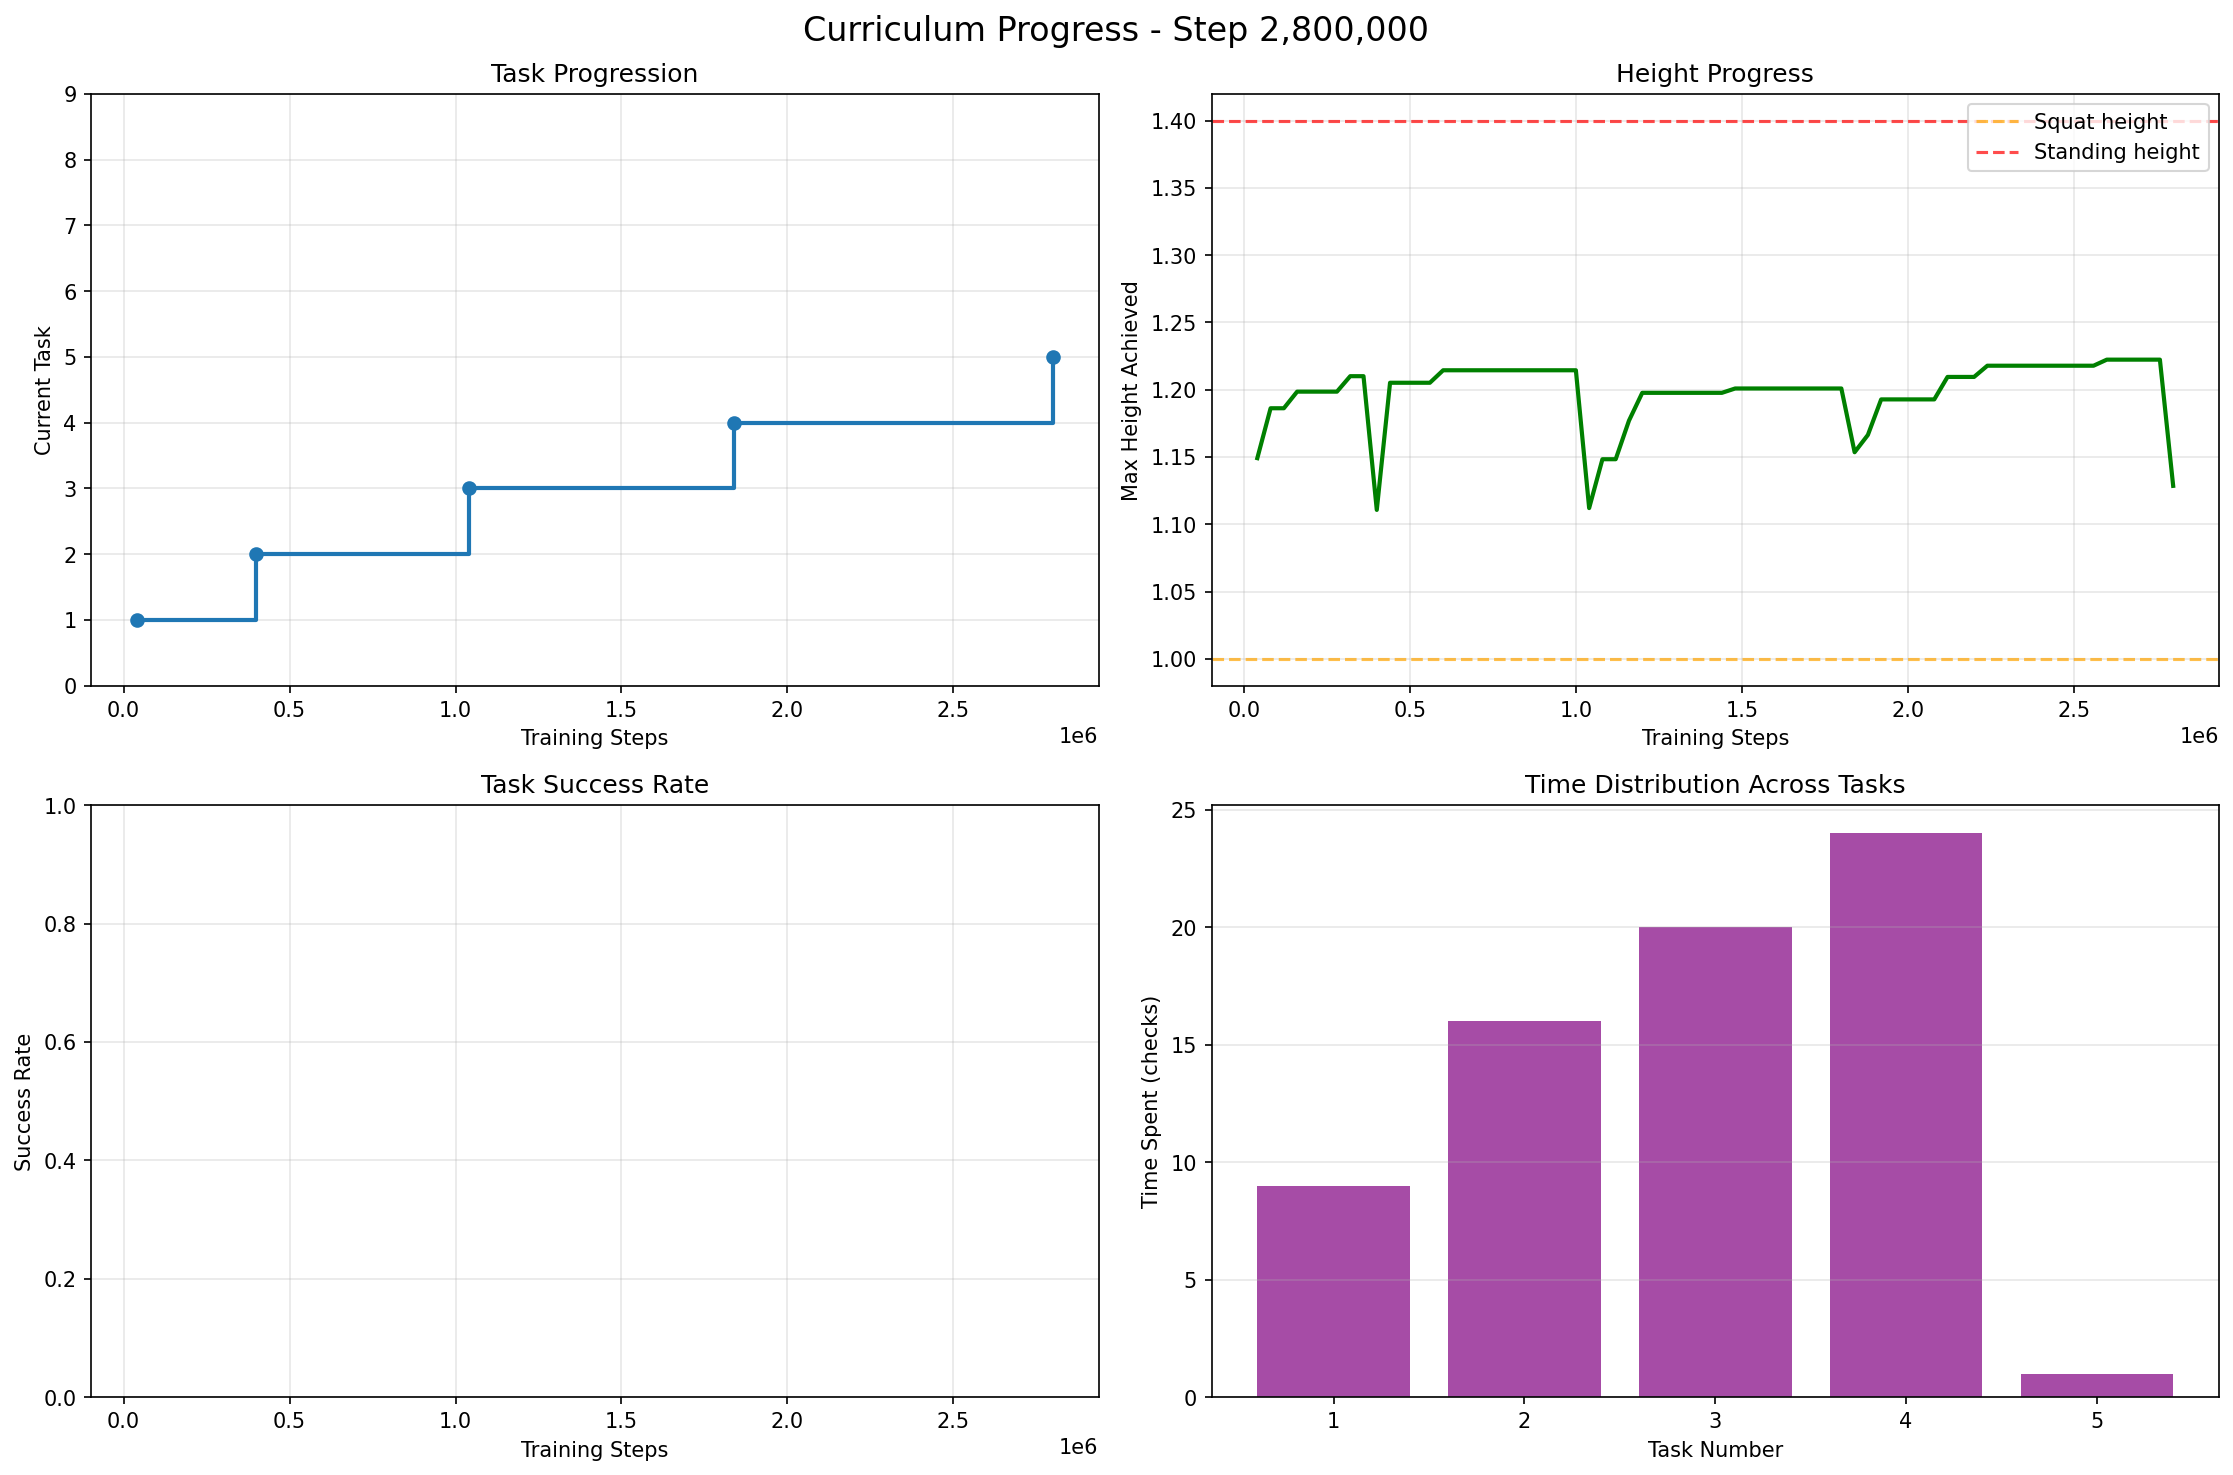 Curriculum Progress - Step 2,800,000
Task Progression
Current Task
9
8
7
6
5
4
3
2
1
0
0.0 0.5 1.0 1.5 2.0 2.5
1e6
Training Steps
Height Progress
Max Height Achieved
1.40
1.35
1.30
1.25
1.20
1.15
1.10
1.05
1.00
Squat height
Standing height
0.0 0.5 1.0 1.5 2.0 2.5
1e6
Training Steps
Task Success Rate
Success Rate
1.0
0.8
0.6
0.4
0.2
0.0
0.0 0.5 1.0 1.5 2.0 2.5
1e6
Training Steps
Time Distribution Across Tasks
Time Spent (checks)
25
20
15
10
5
0
1 2 3 4 5
Task Number